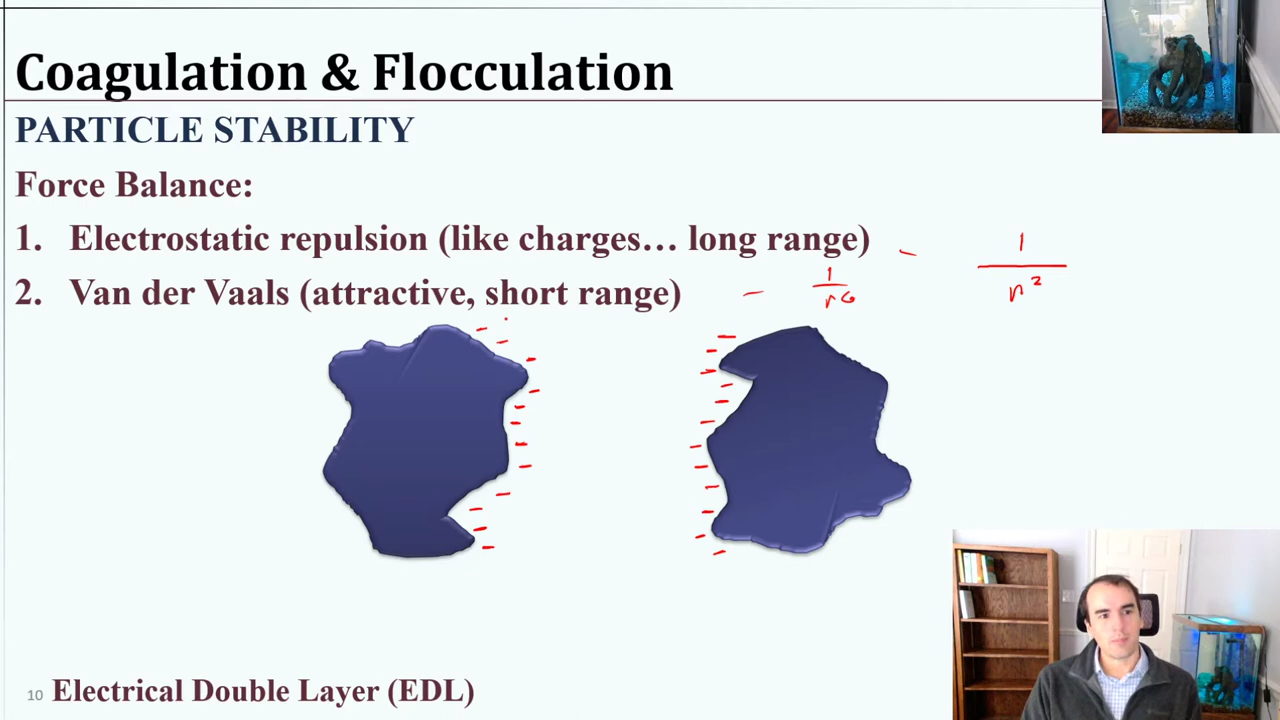 Coagulation & Flocculation
PARTICLE STABILITY
Force Balance:
1. Electrostatic repulsion (like charges… long range) - 1/r²
2. Van der Vaals (attractive, short range) - 1/r6
10 Electrical Double Layer (EDL)